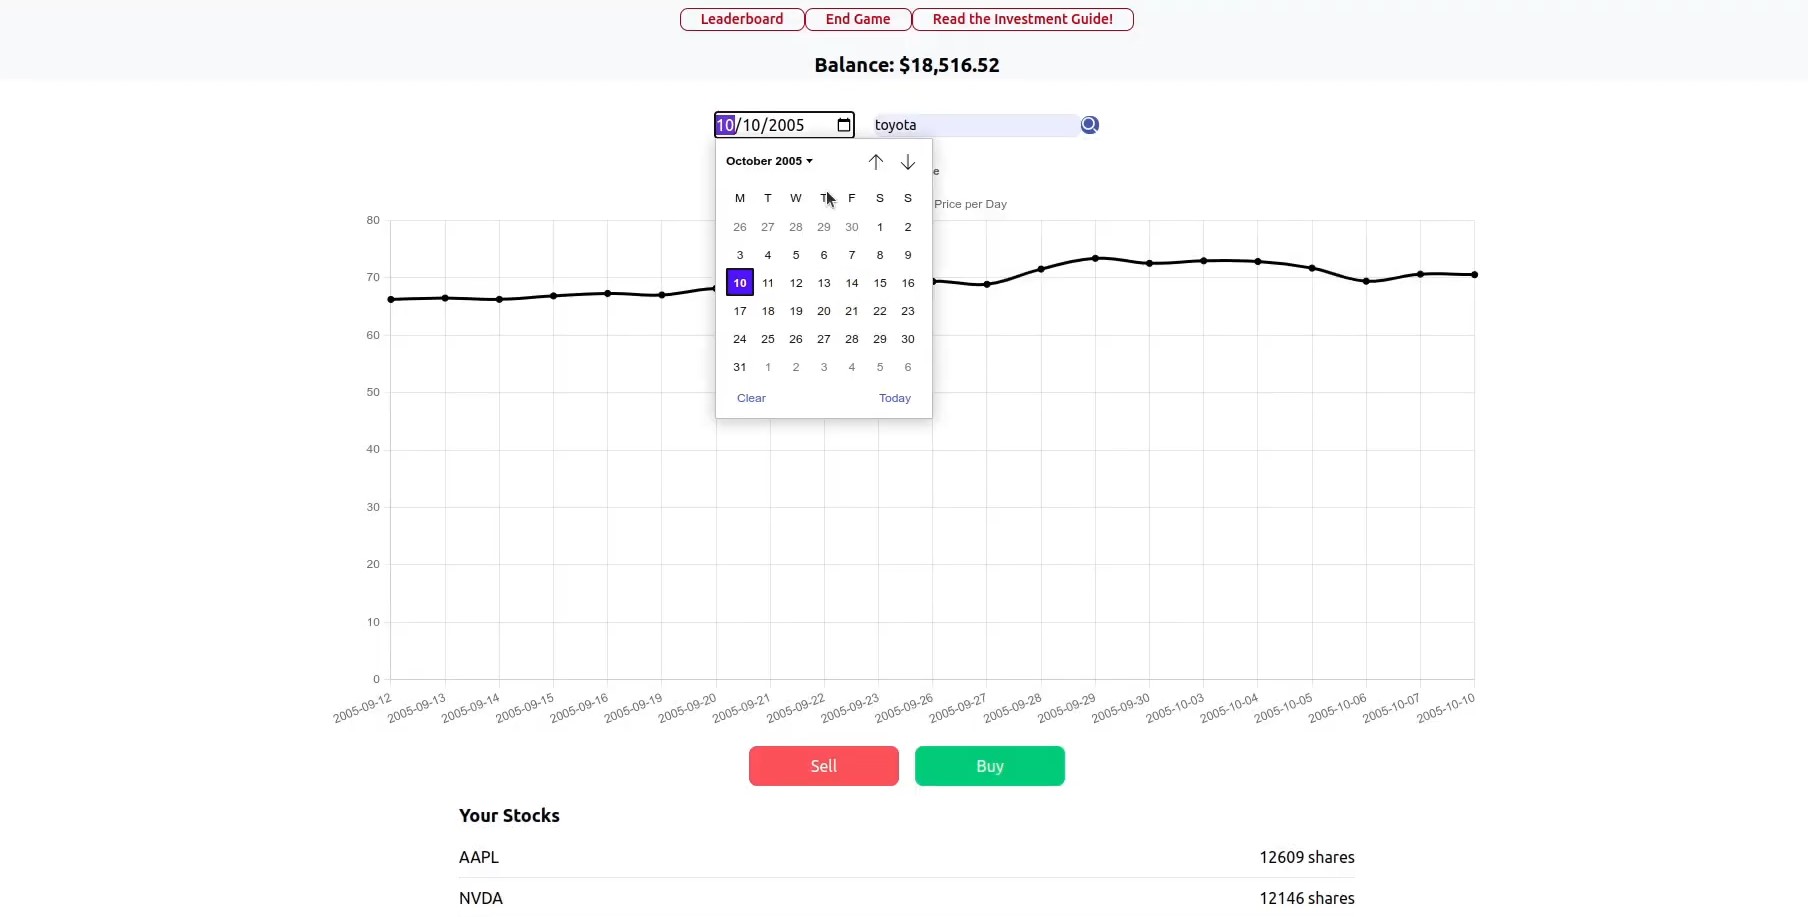 Leaderboard End Game Read the Investment Guide!
Balance: $18,516.52
10/10/2005 toyota
October 2005
e
M T W T F S S
Price per Day
26 27 28 29 30 1 2
3 4 5 6 7 8 9
10 11 12 13 14 15 16
17 18 19 20 21 22 23
24 25 26 27 28 29 30
31 1 2 3 4 5 6
Clear Today
80
70
60
50
40
30
20
10
0
2005-09-12 2005-09-13 2005-09-14 2005-09-15 2005-09-16 2005-09-19 2005-09-20 2005-09-21 2005-09-22 2005-09-23 2005-09-26 2005-09-27 2005-09-28 2005-09-29 2005-09-30 2005-10-03 2005-10-04 2005-10-05 2005-10-06 2005-10-07 2005-10-10
Sell Buy
Your Stocks
AAPL 12609 shares
NVDA 12146 shares